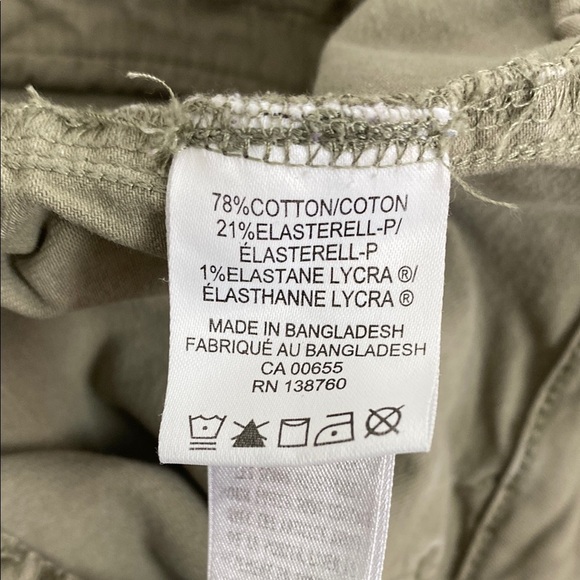 78%COTTON/COTON
21%ELASTERELL-P/
ÉLASTERELL-P
1%ELASTANE LYCRA ®/
ÉLASTHANNE LYCRA ®
MADE IN BANGLADESH
FABRIQUÉ AU BANGLADESH
CA 00655
RN 138760